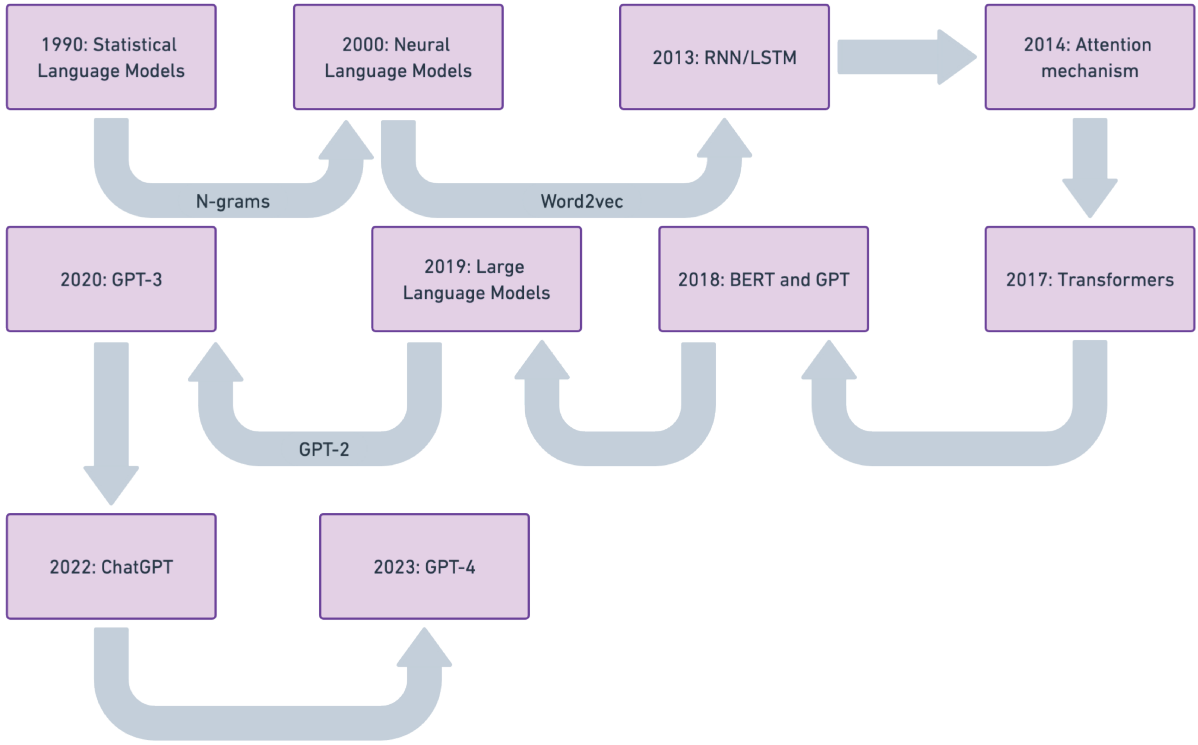 1990: Statistical
Language Models
2000: Neural
Language Models
2013: RNN/LSTM
2014: Attention
mechanism
N-grams
Word2vec
2017: Transformers
2018: BERT and GPT
2019: Large
Language Models
2020: GPT-3
GPT-2
2022: ChatGPT
2023: GPT-4